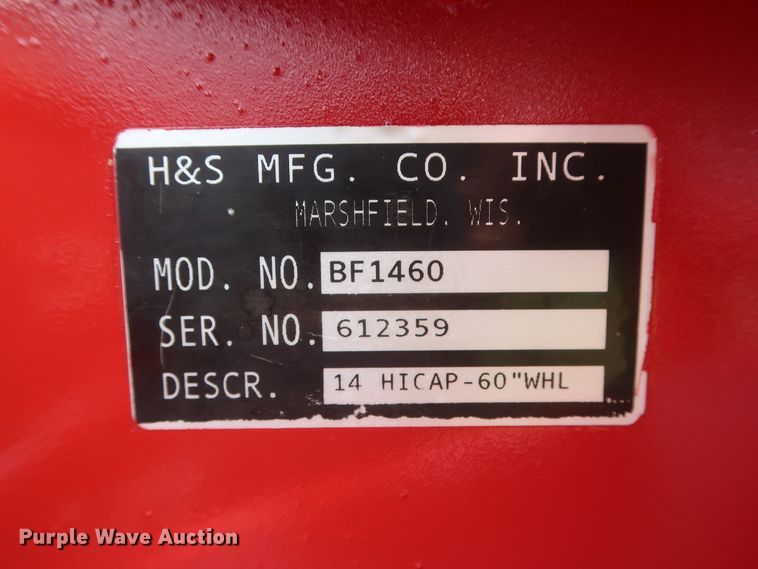 H&S MFG. CO. INC.
MARSHFIELD. WIS.
MOD. NO. BF1460
SER. NO. 612359
DESCR. 14 HICAP-60"WHL
Purple Wave Auction